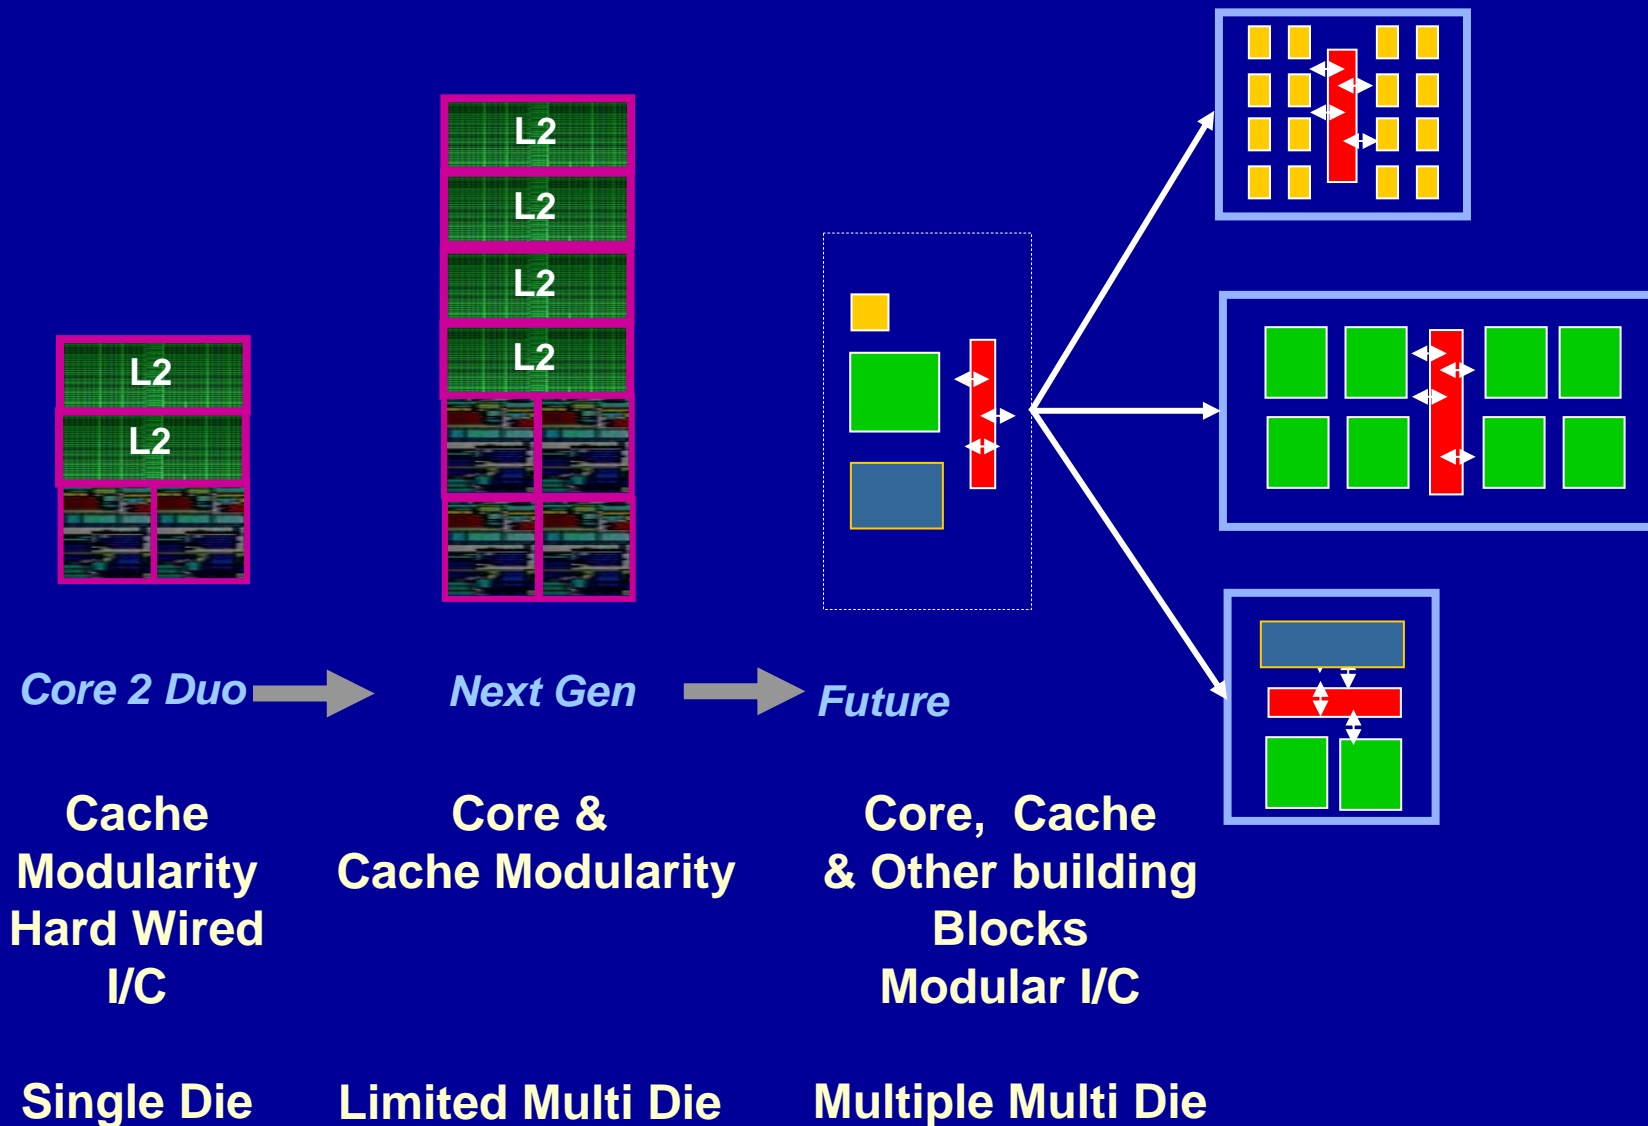 L2
L2
L2
L2
L2
L2
Core 2 Duo
Next Gen
Future
Cache
Modularity
Hard Wired
I/C
Core &
Cache Modularity
Core, Cache
& Other building
Blocks
Modular I/C
Single Die
Limited Multi Die
Multiple Multi Die